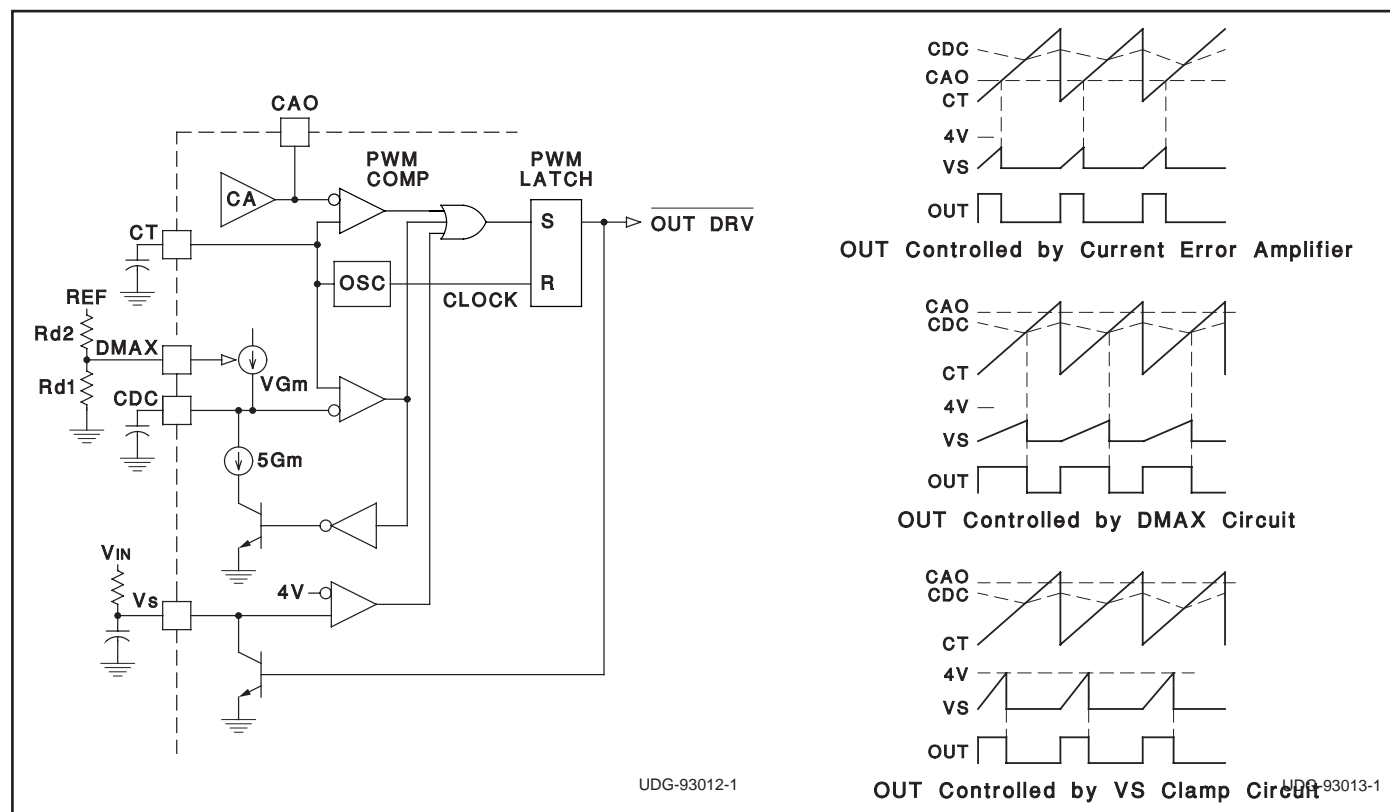 CAO
PWM
COMP
PWM
LATCH
CA
S
OUT DRV
CT
OSC
R
CLOCK
REF
Rd2
DMAX
Rd1
VGm
CDC
5Gm
VIN
4V
Vs
UDG-93012-1
CDC
CAO
CT
4V
VS
OUT
OUT Controlled by Current Error Amplifier
CAO
CDC
CT
4V
VS
OUT
OUT Controlled by DMAX Circuit
CAO
CDC
CT
4V
VS
OUT
OUT Controlled by VS Clamp Circuit
UDG-93013-1